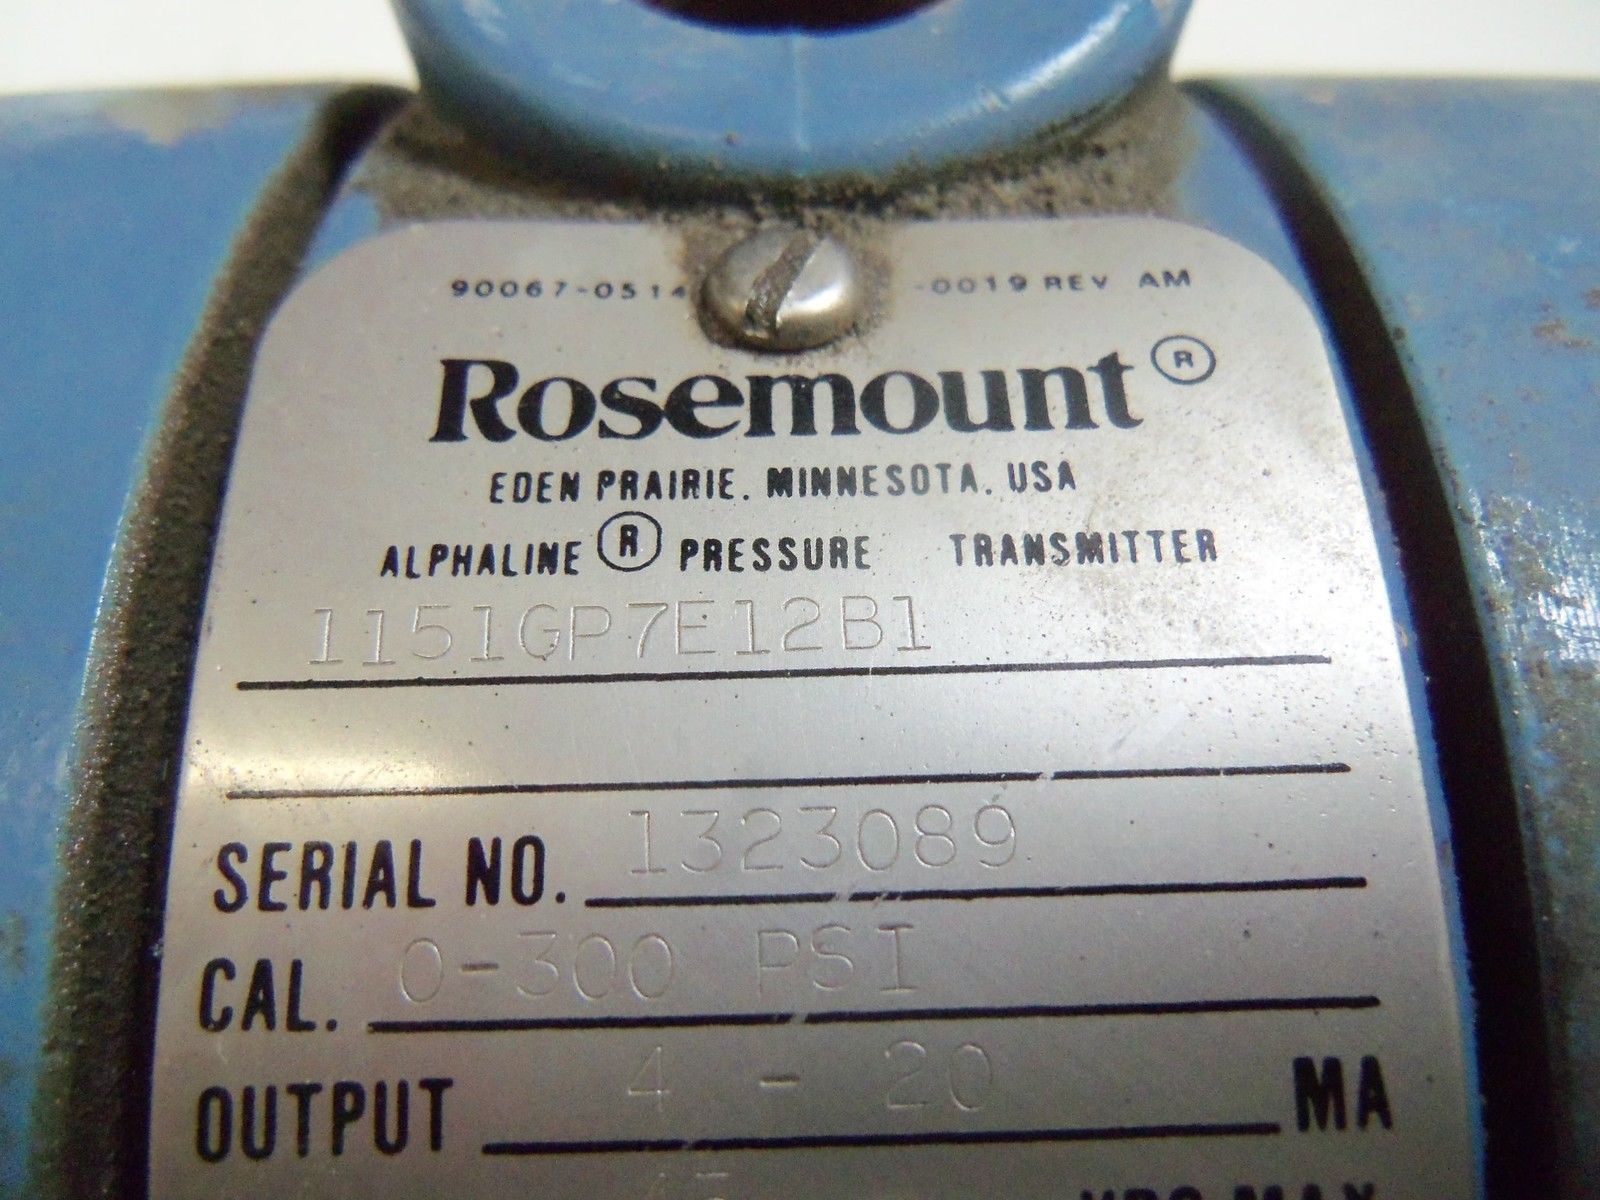 90067-0514 -0019 REV AM
Rosemount®
EDEN PRAIRIE, MINNESOTA, USA
ALPHALINE® PRESSURE TRANSMITTER
1151GP7E12B1
SERIAL NO. 1323089
CAL. 0-300 PSI
OUTPUT 4 - 20 MA
MAX